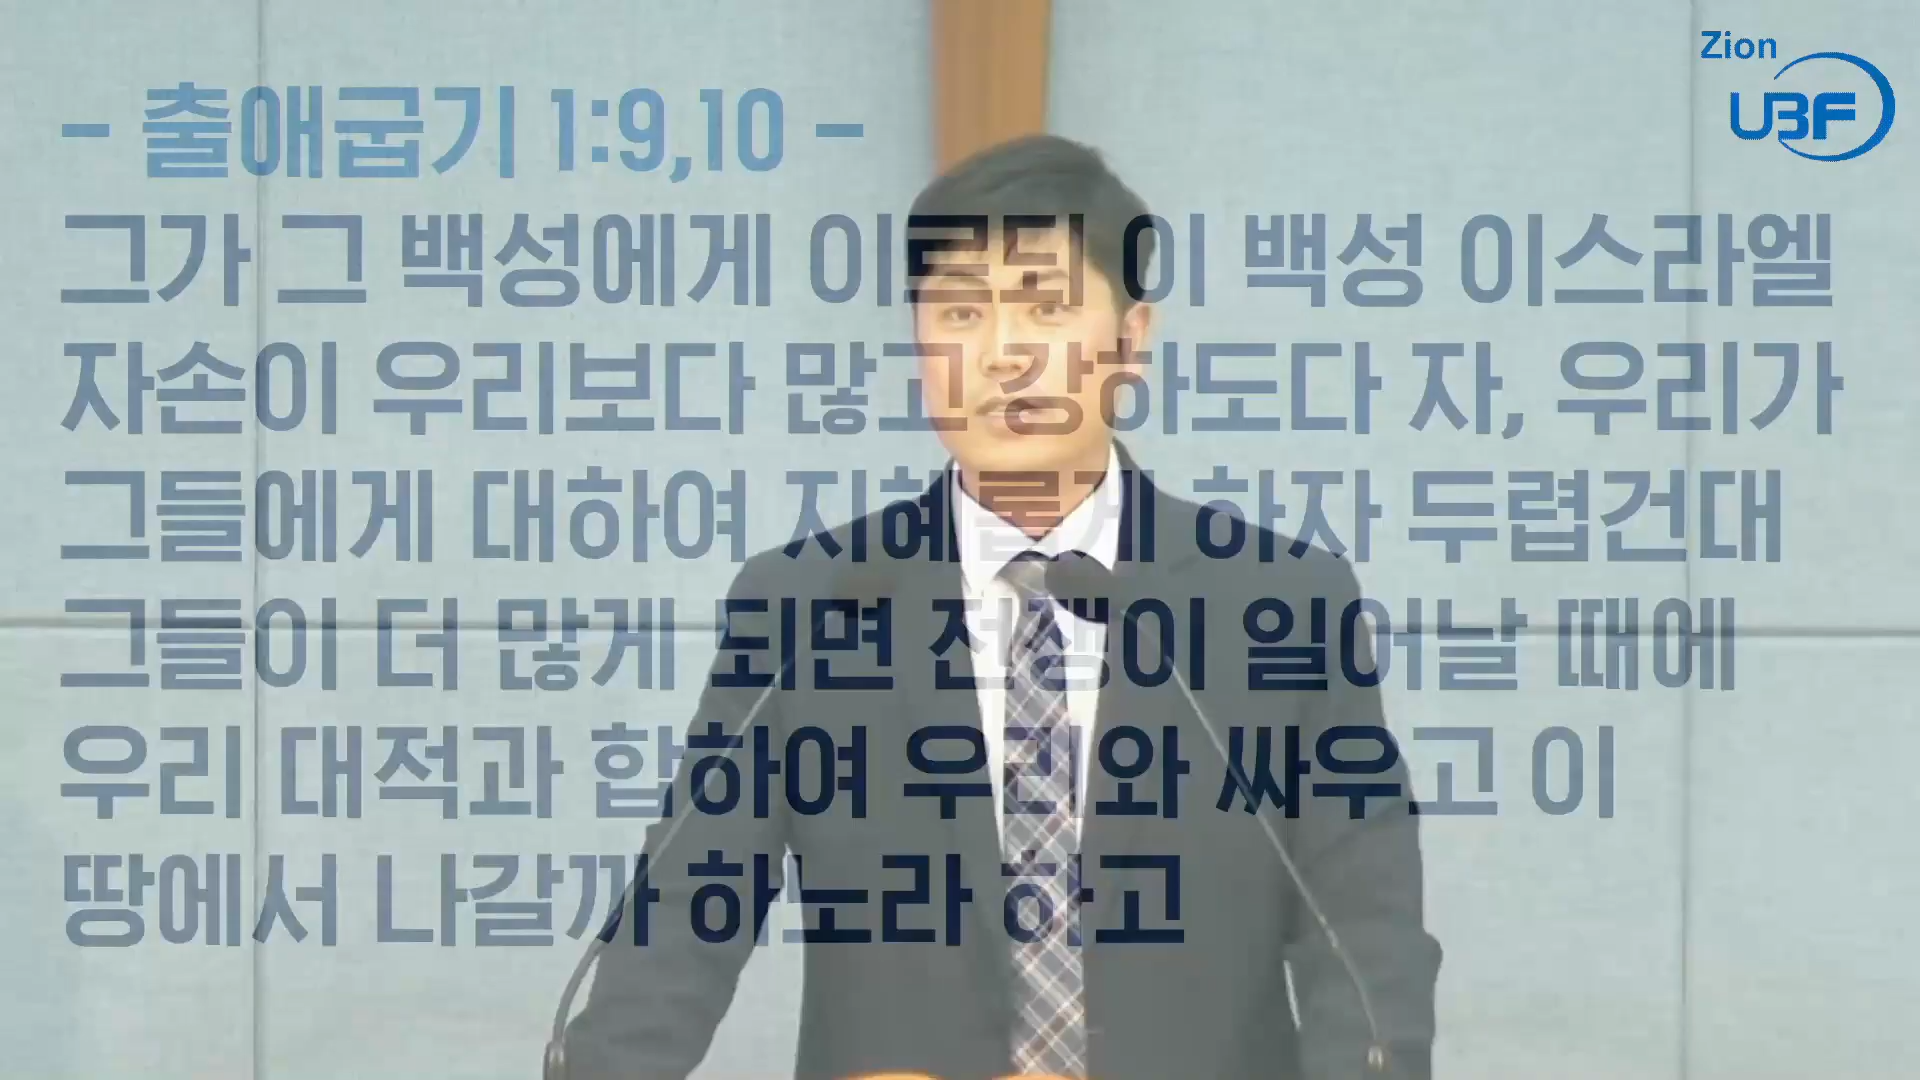 Zion
UBF
- 출애굽기 1:9,10 -
그가 그 백성에게 이르되 이 백성 이스라엘
자손이 우리보다 많고 강하도다 자, 우리가
그들에게 대하여 지혜롭게 하자 두렵건대
그들이 더 많게 되면 전쟁이 일어날 때에
우리 대적과 합하여 우리와 싸우고 이
땅에서 나갈까 하노라 하고